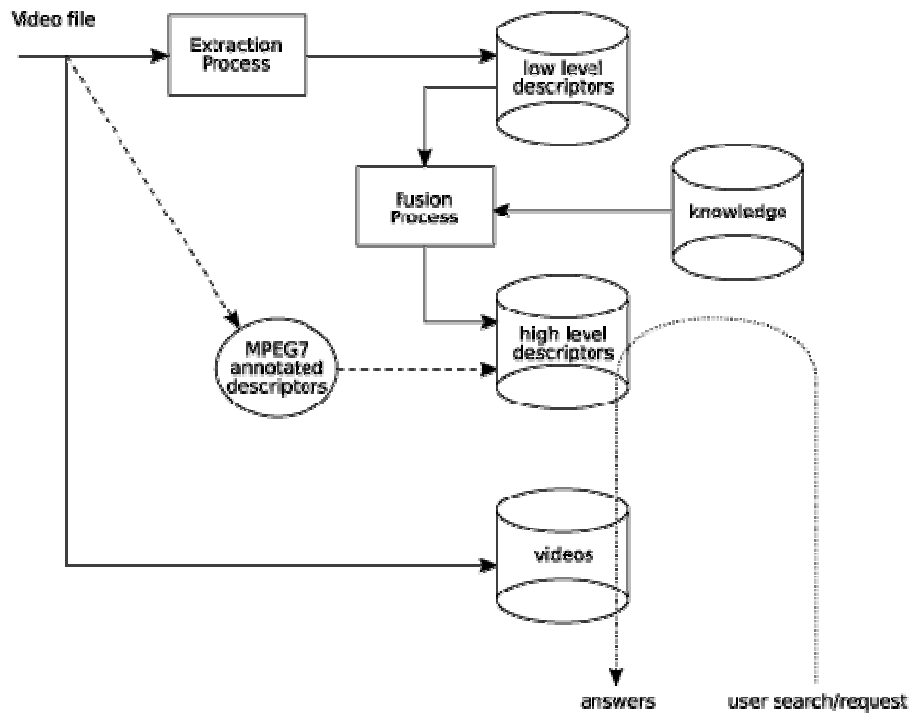 Video file
Extraction
Process
low level
descriptors
Fusion
Process
knowledge
high level
descriptors
MPEG7
annotated
descriptors
videos
answers
user search/request